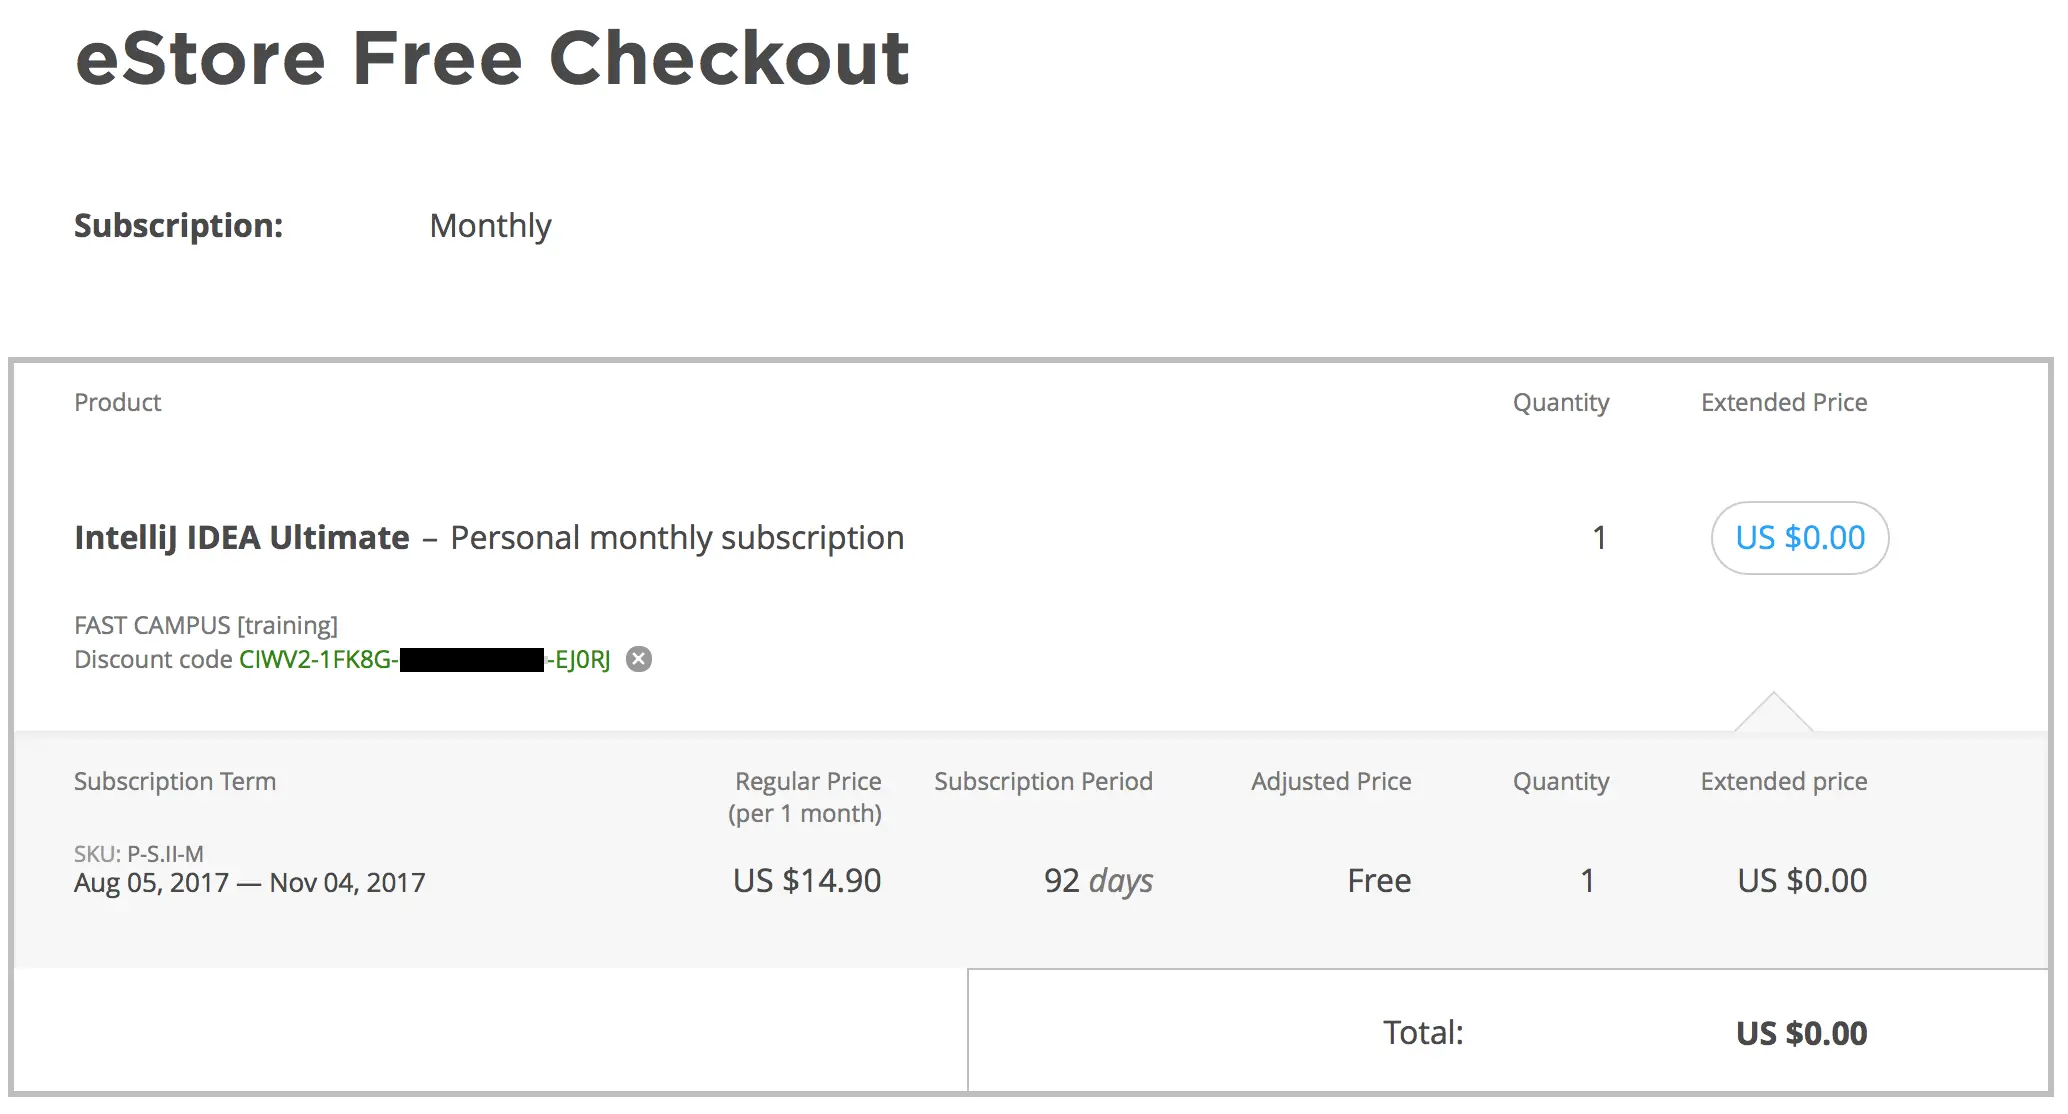 eStore Free Checkout
Subscription: Monthly
Product Quantity Extended Price
IntelliJ IDEA Ultimate – Personal monthly subscription 1 US $0.00
FAST CAMPUS [training]
Discount code CIWV2-1FK8G- -EJ0RJ
Subscription Term Regular Price Subscription Period Adjusted Price Quantity Extended price
(per 1 month)
SKU: P-S.II-M
Aug 05, 2017 — Nov 04, 2017 US $14.90 92 days Free 1 US $0.00
Total: US $0.00